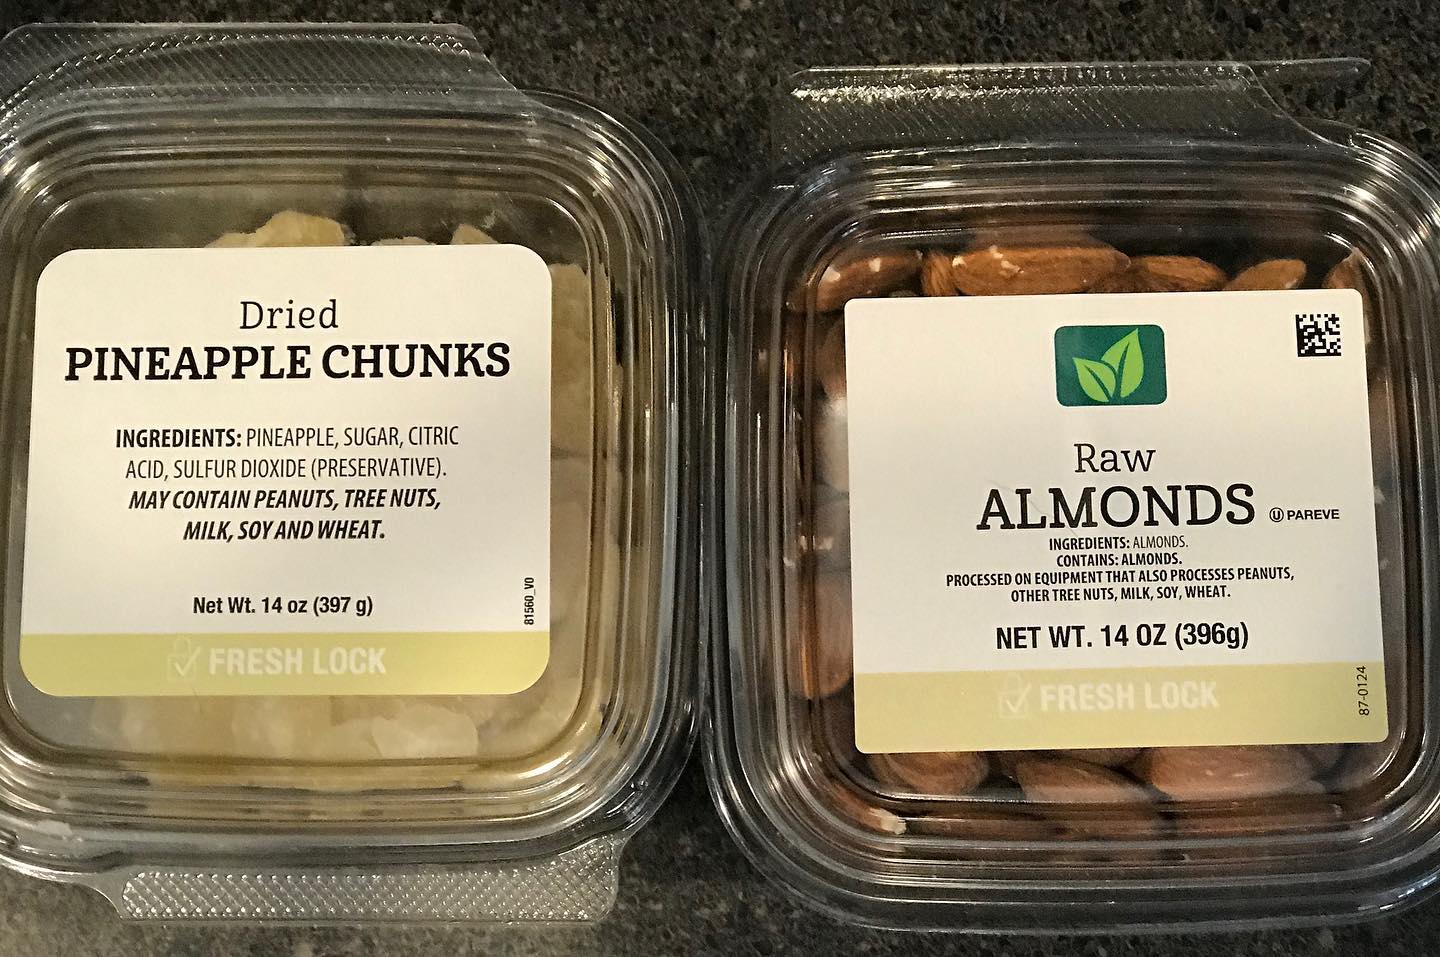 Dried
PINEAPPLE CHUNKS
INGREDIENTS: PINEAPPLE, SUGAR, CITRIC
ACID, SULFUR DIOXIDE (PRESERVATIVE).
MAY CONTAIN PEANUTS, TREE NUTS,
MILK, SOY AND WHEAT.
Net Wt. 14 oz (397 g)
81560_V0
FRESH LOCK
Raw
ALMONDS Ⓤ PAREVE
INGREDIENTS: ALMONDS.
CONTAINS: ALMONDS.
PROCESSED ON EQUIPMENT THAT ALSO PROCESSES PEANUTS,
OTHER TREE NUTS, MILK, SOY, WHEAT.
NET WT. 14 OZ (396g)
87-0124
FRESH LOCK